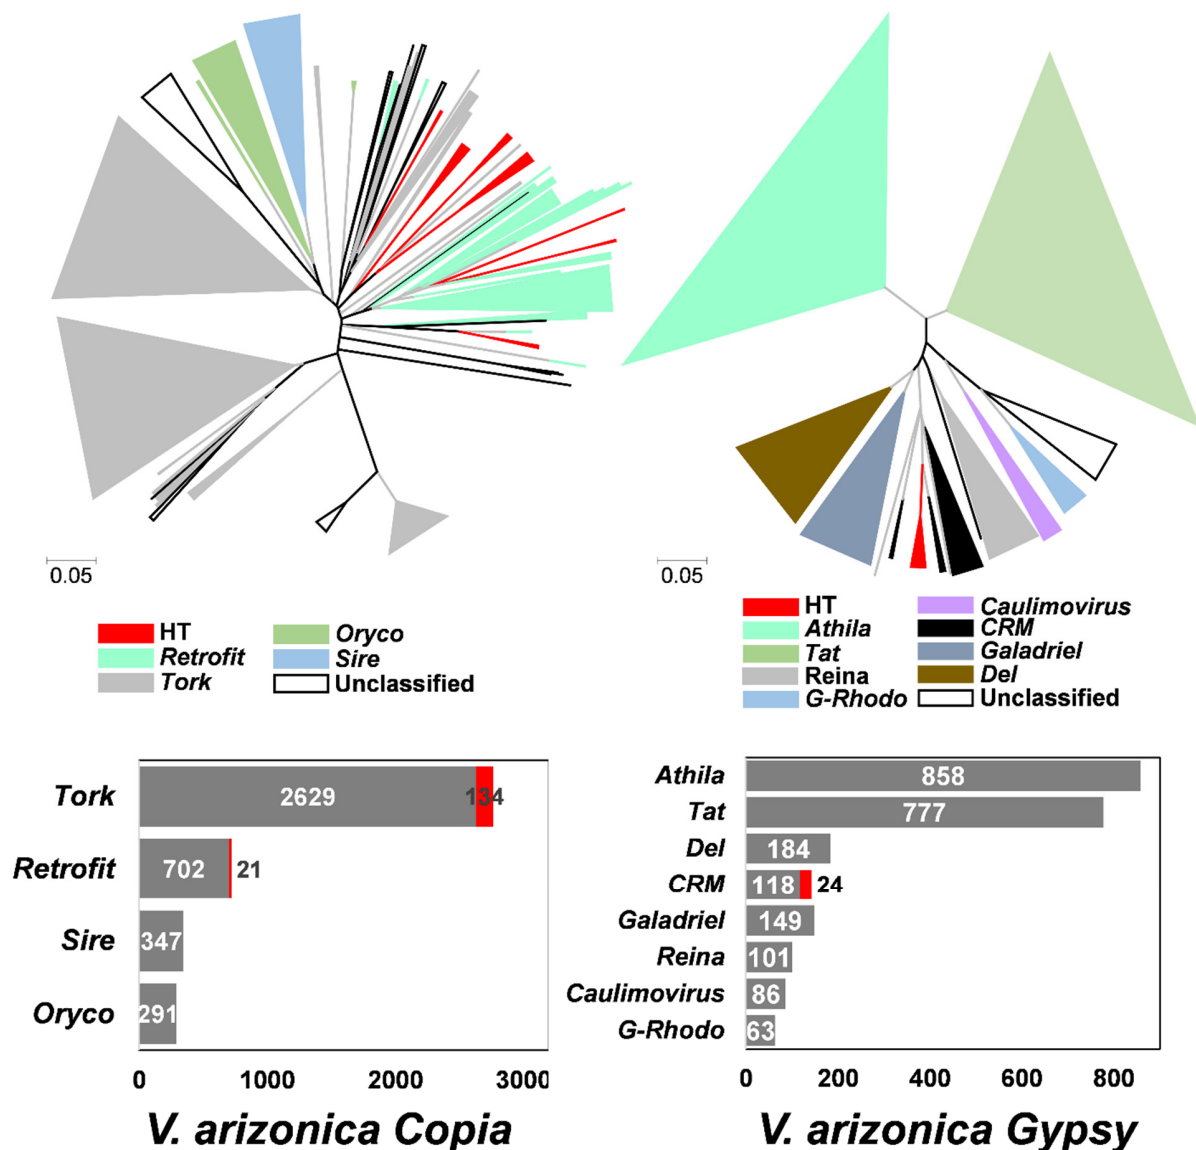 0.05
0.05
HT
Retrofit
Tork
Oryco
Sire
Unclassified
HT
Athila
Tat
Reina
G-Rhodo
Caulimovirus
CRM
Galadriel
Del
Unclassified
Tork 2629 134
Retrofit 702 21
Sire 347
Oryco 291
0 1000 2000 3000
V. arizonica Copia
Athila 858
Tat 777
Del 184
CRM 118 24
Galadriel 149
Reina 101
Caulimovirus 86
G-Rhodo 63
0 200 400 600 800
V. arizonica Gypsy